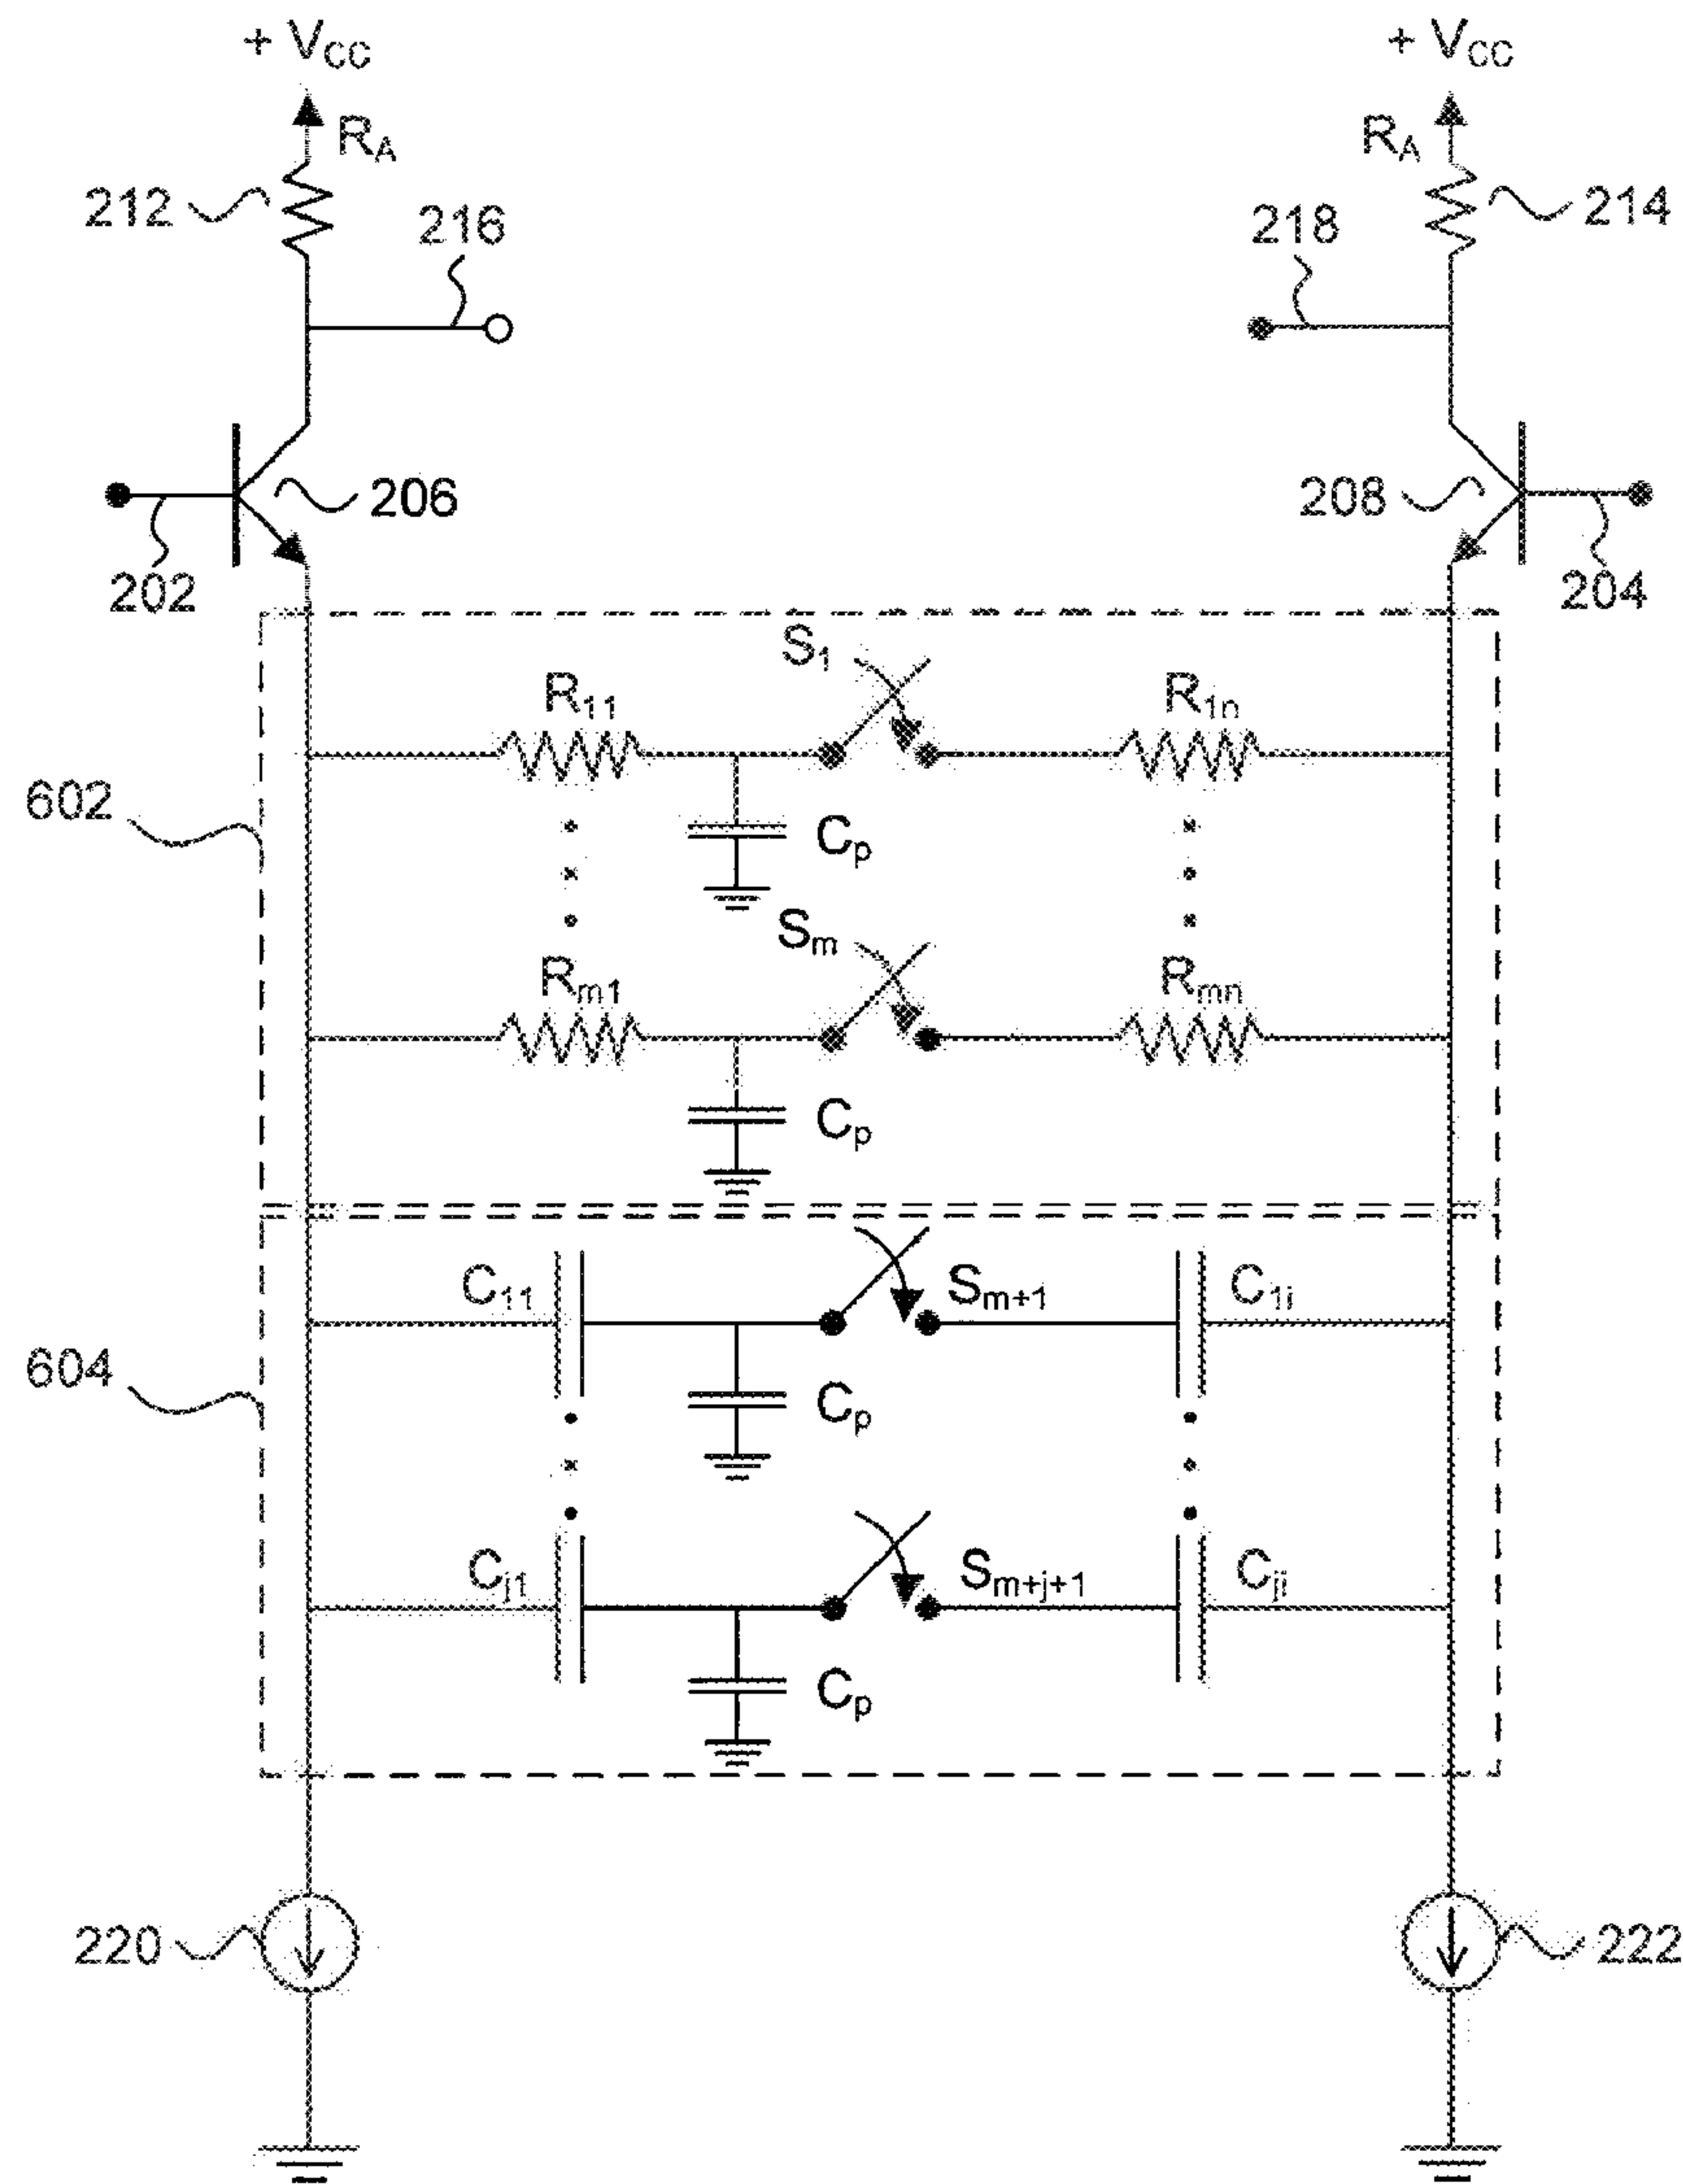 + VCC
+ VCC
RA
RA
212
216
218
214
206
208
202
204
S1
R11
R1n
602
Cp
Sm
Rm1
Rmn
Cp
C11
Sm+1
C1i
604
Cp
Cj1
Sm+j+1
Cji
Cp
220
222